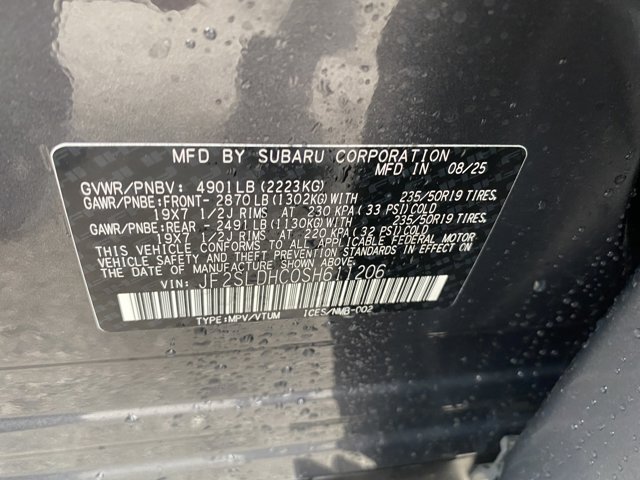 MFD BY SUBARU CORPORATION
MFD IN 08/25
GVWR/PNBV: 4901LB(2223KG)
GAWR/PNBE:FRONT- 2870LB(1302KG)WITH 235/50R19 TIRES,
19X7 1/2J RIMS AT 230KPA(33 PSI)COLD
GAWR/PNBE:REAR - 2491LB(1130KG)WITH 235/50R19 TIRES,
19X7 1/2J RIMS AT 220KPA(32 PSI)COLD
THIS VEHICLE CONFORMS TO ALL APPLICABLE FEDERAL MOTOR
VEHICLE SAFETY AND THEFT PREVENTION STANDARDS IN EFFECT ON
THE DATE OF MANUFACTURE SHOWN ABOVE.
VIN: JF2SLDHC0SH611206
TYPE:MPV/VTUM ICES/NMB-002